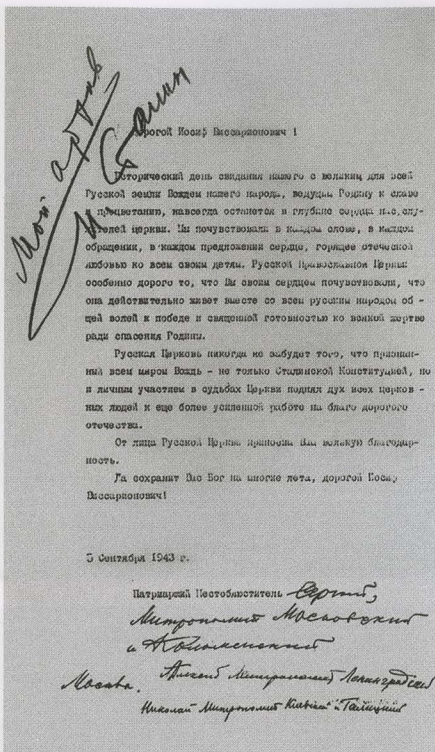 Мой архив
И Сталин
Дорогой Иосиф Виссарионович !
Исторический день свидания нашего с великим для всей
Русской земли Вождем нашего народа, ведущим Родину к славе
и процветанию, навсегда останется в глубине сердца нас, слу-
жителей церкви. Мы почувствовали в каждом слове, в каждом
обращении, в каждом предложении сердце, горящее отеческой
любовью ко всем своим детям. Русской Православной Церкви
особенно дорого то, что Вы своим сердцем почувствовали, что
она действительно живет вместе со всем русским народом об -
щей волей к победе и священной готовностью ко всякой жертве
ради спасения Родины.
Русская Церковь никогда не забудет того, что признан-
ный всем миром Вождь - не только Сталинской Конституцией, но
и личным участием в судьбах Церкви поднял дух всех церков -
ных людей к еще более усиленной работе на благо дорогого
отечества.
От лица Русской Церкви приносим Вам великую благодар-
ность.
Да сохранит Вас Бог на многие лета, дорогой Иосиф
Виссарионович!
5 Сентября 1943 г.
Патриарший Местоблюститель Сергий,
Митрополит Московский
и Коломенский
Алексий Митрополит Ленинградский
Москва.
Николай Митрополит Киевский и Галицкий